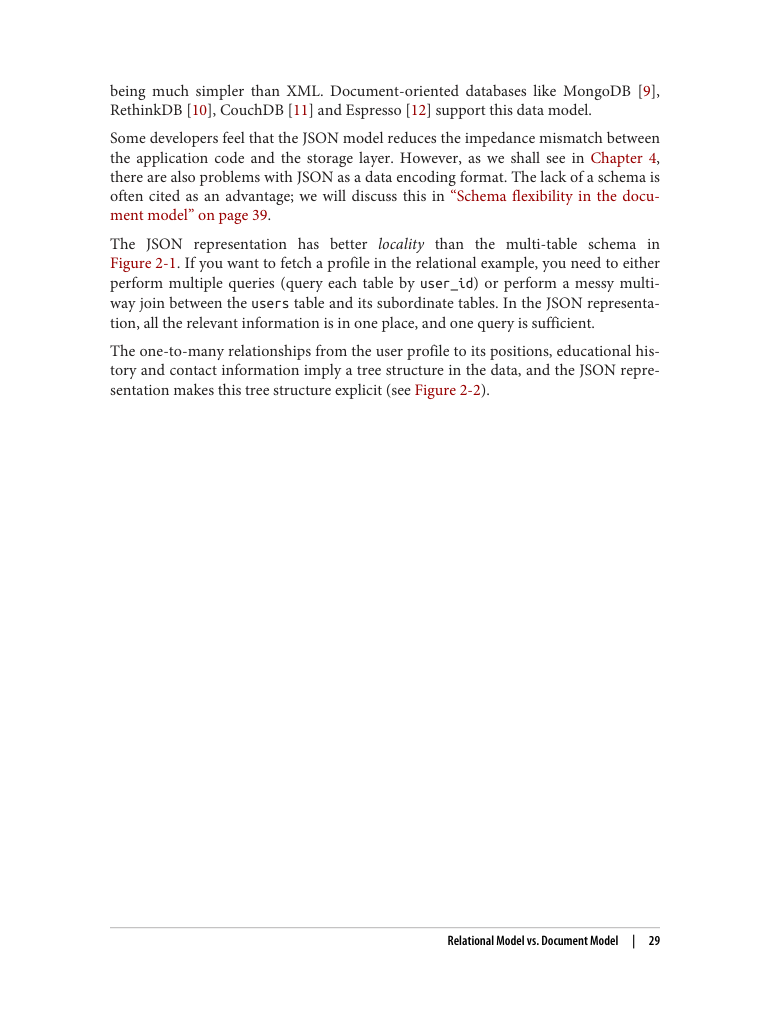 being much simpler than XML. Document-oriented databases like MongoDB [9],
RethinkDB [10], CouchDB [11] and Espresso [12] support this data model.
Some developers feel that the JSON model reduces the impedance mismatch between
the application code and the storage layer. However, as we shall see in Chapter 4,
there are also problems with JSON as a data encoding format. The lack of a schema is
often cited as an advantage; we will discuss this in “Schema flexibility in the docu-
ment model” on page 39.
The JSON representation has better locality than the multi-table schema in
Figure 2-1. If you want to fetch a profile in the relational example, you need to either
perform multiple queries (query each table by user_id) or perform a messy multi-
way join between the users table and its subordinate tables. In the JSON representa-
tion, all the relevant information is in one place, and one query is sufficient.
The one-to-many relationships from the user profile to its positions, educational his-
tory and contact information imply a tree structure in the data, and the JSON repre-
sentation makes this tree structure explicit (see Figure 2-2).
Relational Model vs. Document Model | 29